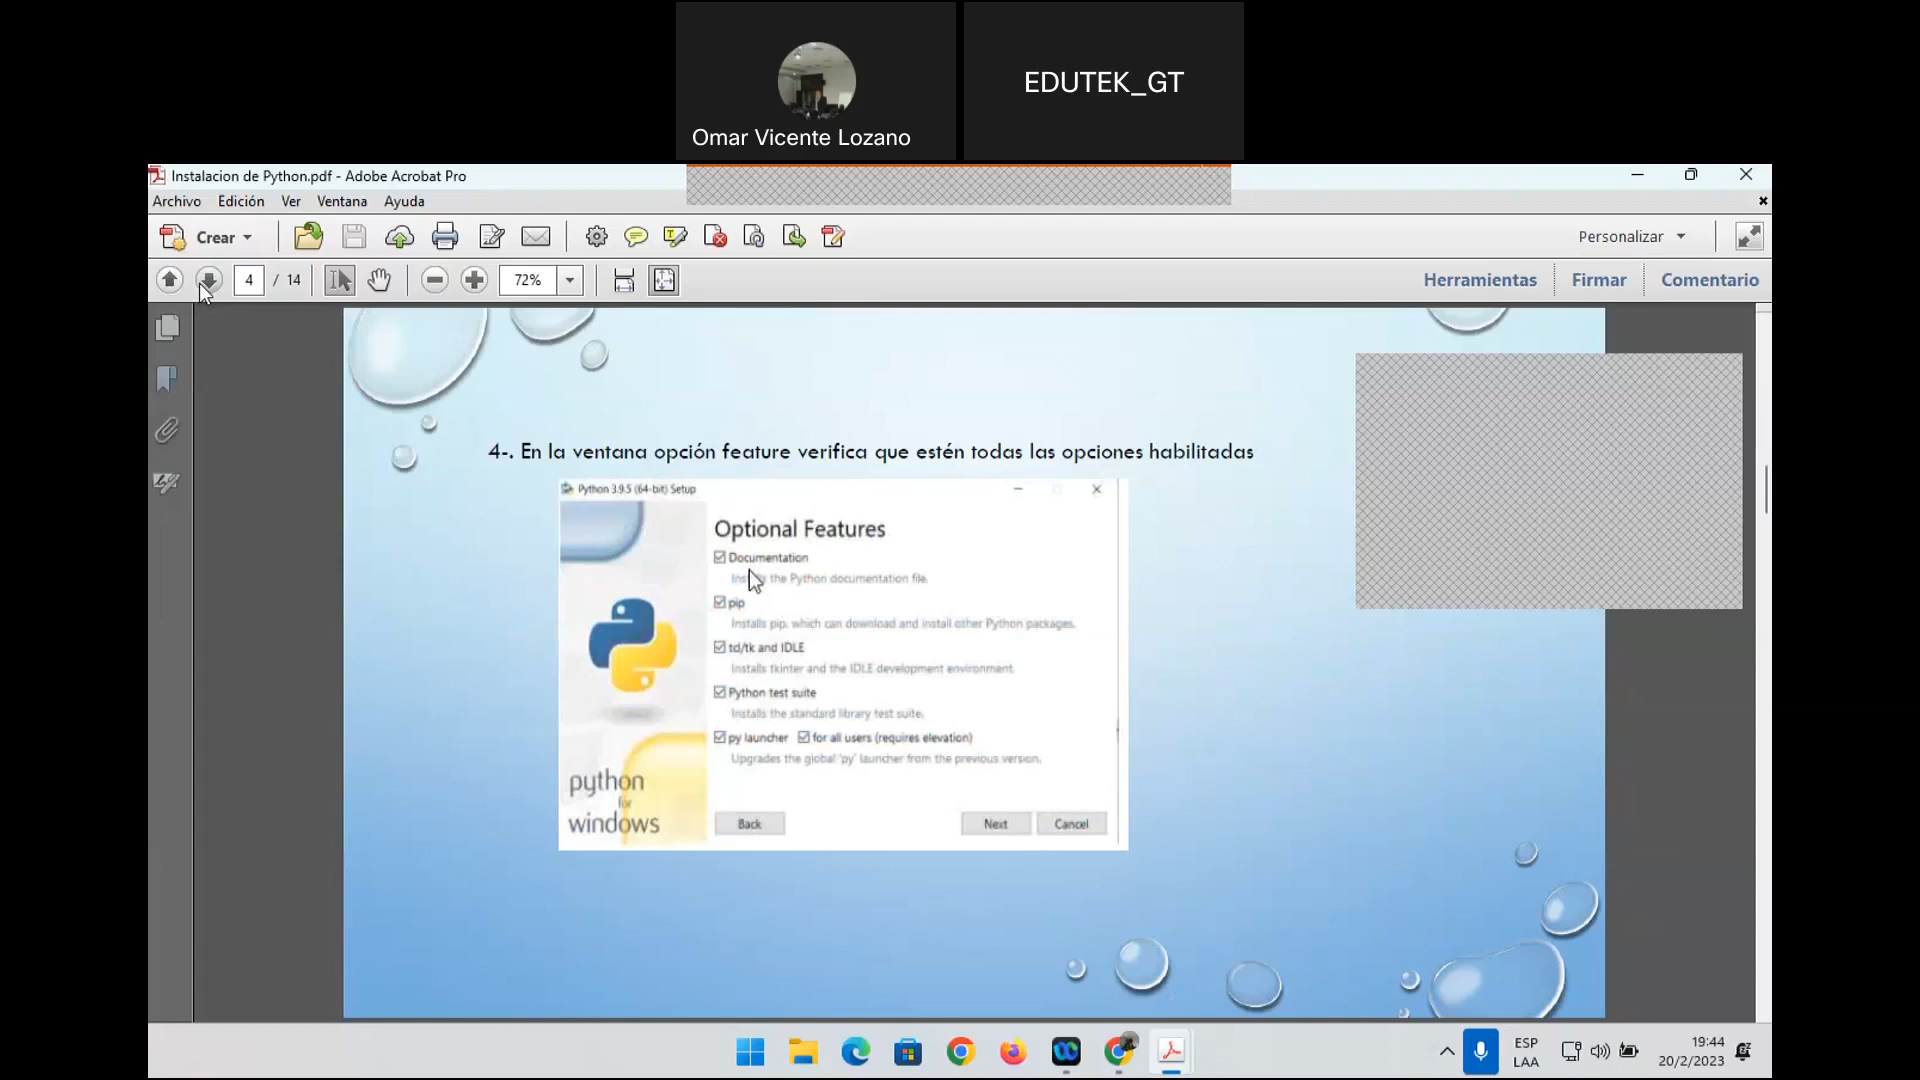 Omar Vicente Lozano
EDUTEK_GT
Instalacion de Python.pdf - Adobe Acrobat Pro
Archivo Edición Ver Ventana Ayuda
Crear
Personalizar
4 / 14
72%
Herramientas Firmar Comentario
4-. En la ventana opción feature verifica que estén todas las opciones habilitadas
Python 3.9.5 (64-bit) Setup
Optional Features
Documentation
Installs the Python documentation file.
pip
Installs pip, which can download and install other Python packages.
td/tk and IDLE
Installs tkinter and the IDLE development environment.
Python test suite
Installs the standard library test suite.
py launcher for all users (requires elevation)
Upgrades the global 'py' launcher from the previous version.
python
for
windows
Back Next Cancel
ESP
LAA
19:44
20/2/2023